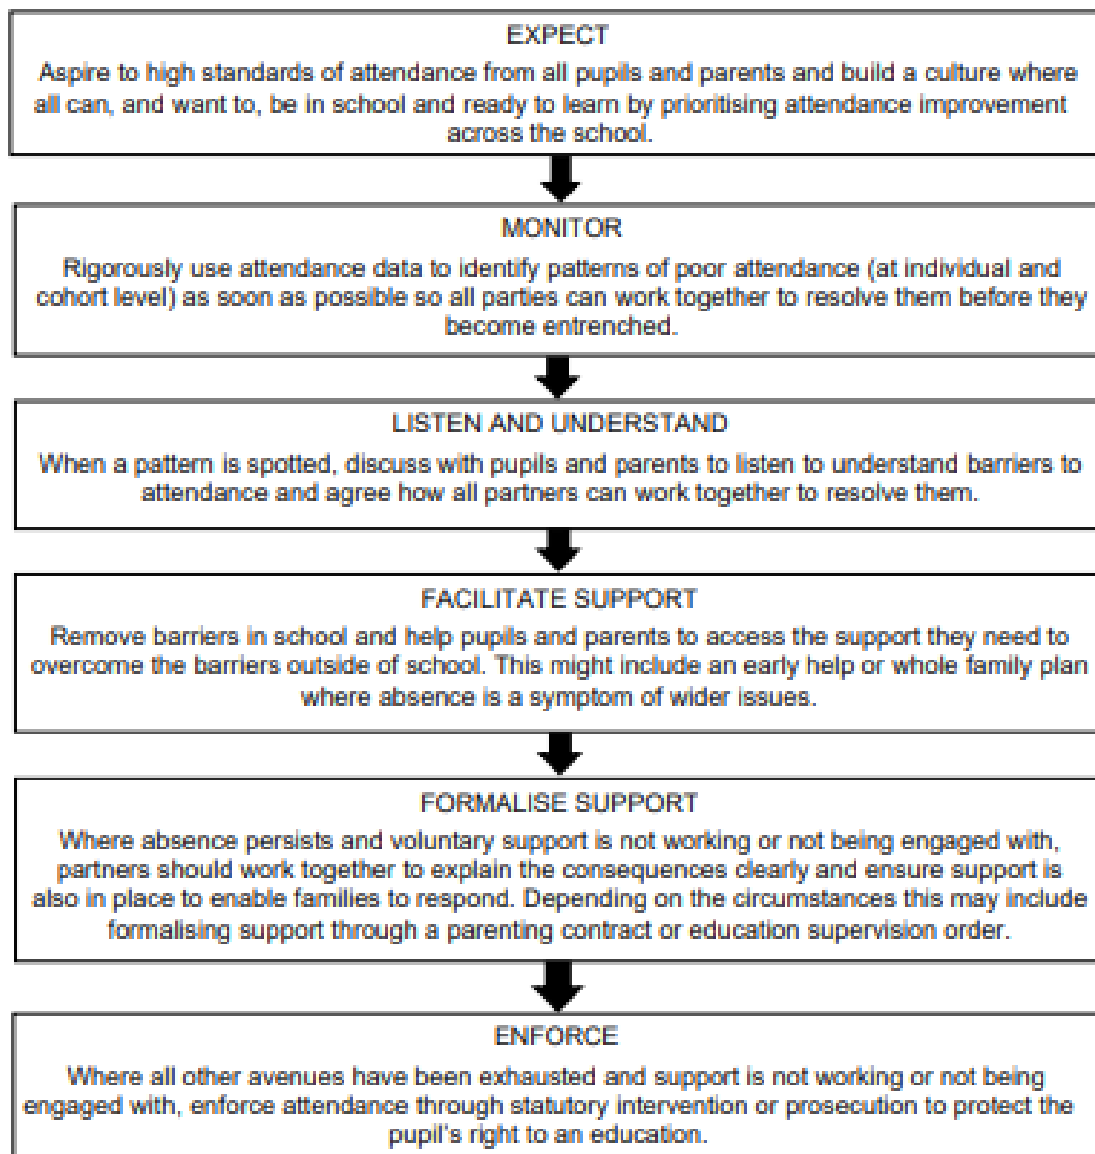 EXPECT
Aspire to high standards of attendance from all pupils and parents and build a culture where
all can, and want to, be in school and ready to learn by prioritising attendance improvement
across the school.
MONITOR
Rigorously use attendance data to identify patterns of poor attendance (at individual and
cohort level) as soon as possible so all parties can work together to resolve them before they
become entrenched.
LISTEN AND UNDERSTAND
When a pattern is spotted, discuss with pupils and parents to listen to understand barriers to
attendance and agree how all partners can work together to resolve them.
FACILITATE SUPPORT
Remove barriers in school and help pupils and parents to access the support they need to
overcome the barriers outside of school. This might include an early help or whole family plan
where absence is a symptom of wider issues.
FORMALISE SUPPORT
Where absence persists and voluntary support is not working or not being engaged with,
partners should work together to explain the consequences clearly and ensure support is
also in place to enable families to respond. Depending on the circumstances this may include
formalising support through a parenting contract or education supervision order.
ENFORCE
Where all other avenues have been exhausted and support is not working or not being
engaged with, enforce attendance through statutory intervention or prosecution to protect the
pupil's right to an education.